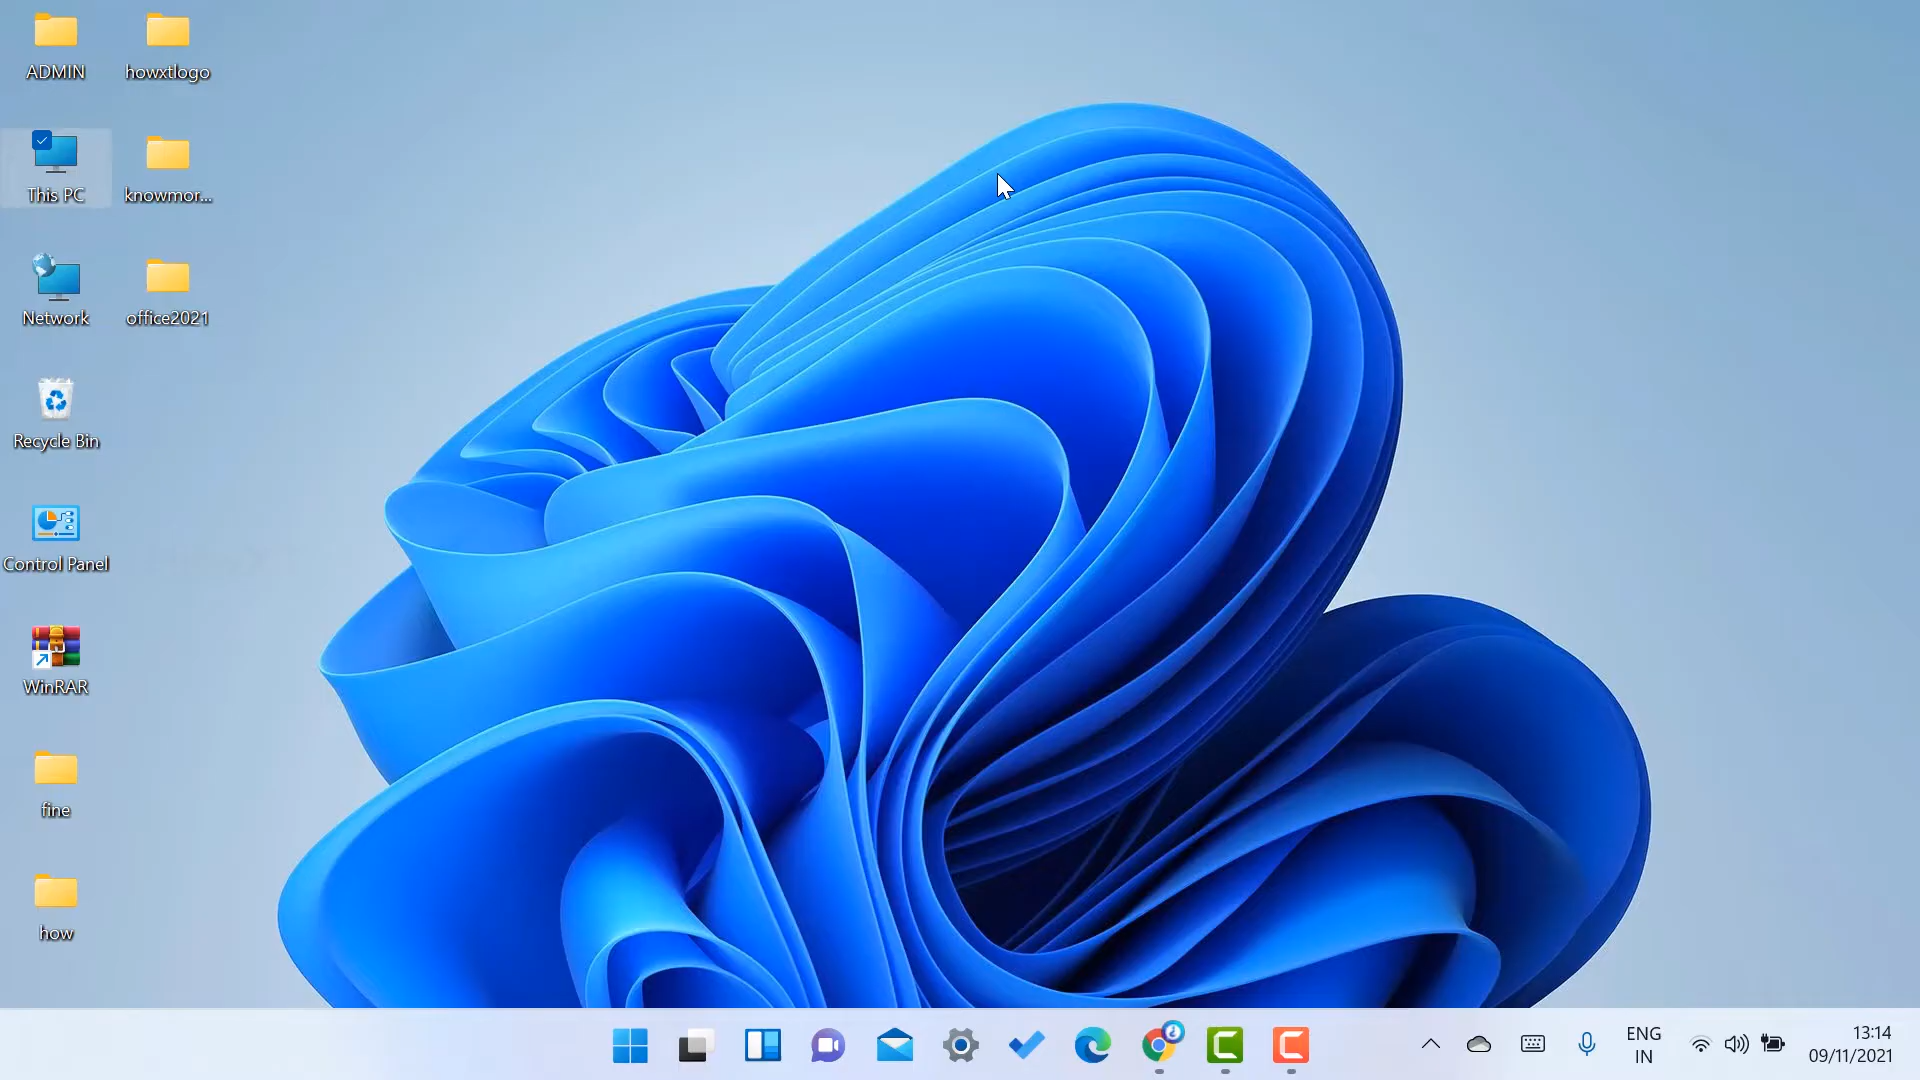 ADMIN
howxtlogo
This PC
knowmor...
Network
office2021
Recycle Bin
Control Panel
WinRAR
fine
how
ENG
IN
13:14
09/11/2021